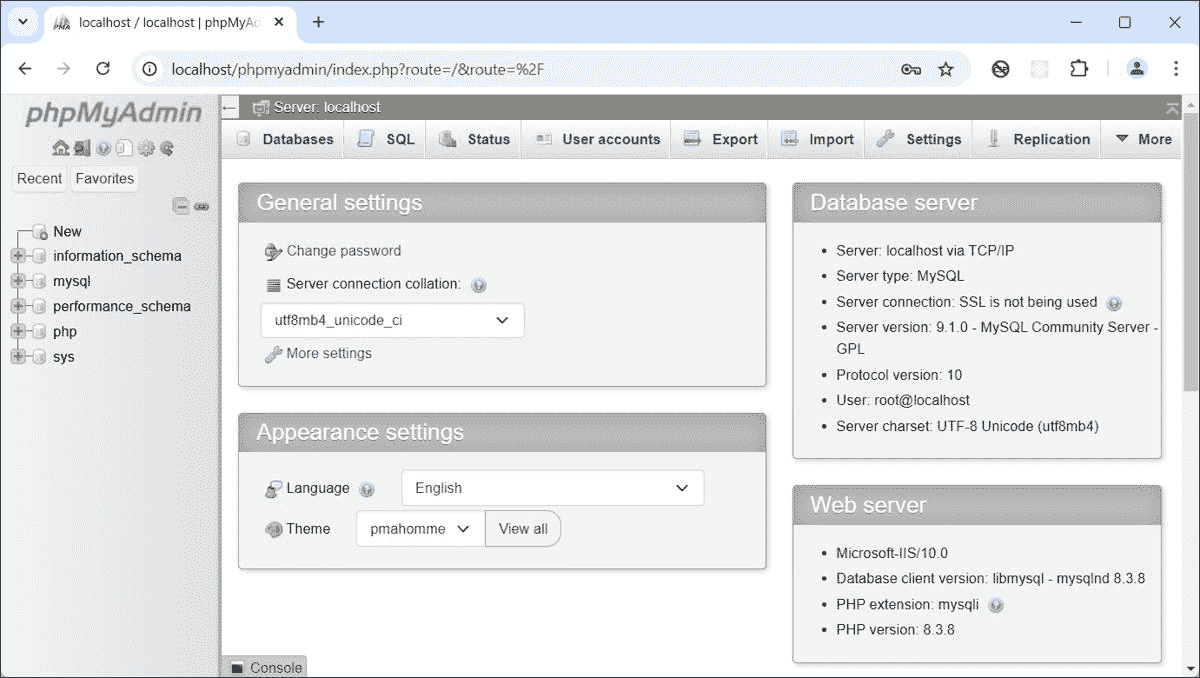 localhost / localhost | phpMyAd
localhost/phpmyadmin/index.php?route=/&route=%2F
phpMyAdmin
Recent Favorites
New
information_schema
mysql
performance_schema
php
sys
Server: localhost
Databases SQL Status User accounts Export Import Settings Replication More
General settings
Change password
Server connection collation:
utf8mb4_unicode_ci
More settings
Appearance settings
Language English
Theme pmahomme View all
Database server
Server: localhost via TCP/IP
Server type: MySQL
Server connection: SSL is not being used
Server version: 9.1.0 - MySQL Community Server -
GPL
Protocol version: 10
User: root@localhost
Server charset: UTF-8 Unicode (utf8mb4)
Web server
Microsoft-IIS/10.0
Database client version: libmysql - mysqlnd 8.3.8
PHP extension: mysqli
PHP version: 8.3.8
Console